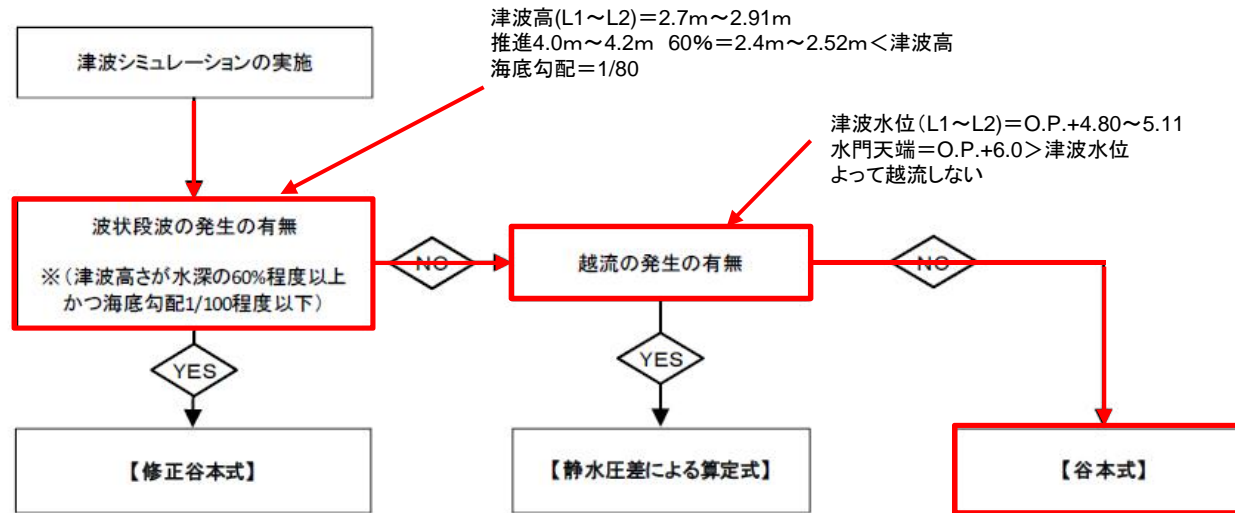 津波高(L1～L2)＝2.7m～2.91m
推進4.0m～4.2m 60%＝2.4m～2.52m＜津波高
海底勾配＝1/80
津波シミュレーションの実施
津波水位(L1～L2)＝O.P.+4.80～5.11
水門天端＝O.P.+6.0＞津波水位
よって越流しない
波状段波の発生の有無
※(津波高さが水深の60%程度以上
かつ海底勾配1/100程度以下)
NO
越流の発生の有無
NO
YES
YES
【修正谷本式】
【静水圧差による算定式】
【谷本式】